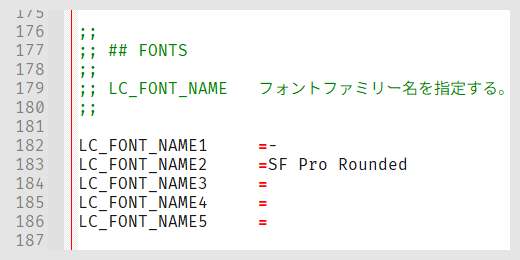 175
176 ;;
177 ;; ## FONTS
178 ;;
179 ;; LC_FONT_NAME フォントファミリー名を指定する。
180 ;;
181
182 LC_FONT_NAME1 =-
183 LC_FONT_NAME2 =SF Pro Rounded
184 LC_FONT_NAME3 =
185 LC_FONT_NAME4 =
186 LC_FONT_NAME5 =
187